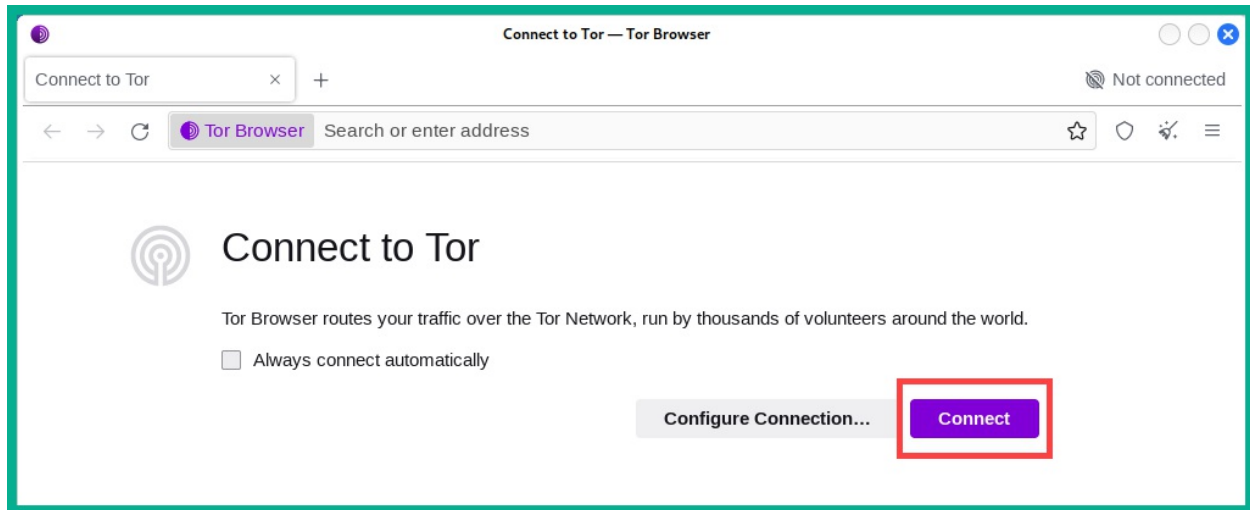 Connect to Tor — Tor Browser
Connect to Tor
Not connected
Tor Browser Search or enter address
Connect to Tor
Tor Browser routes your traffic over the Tor Network, run by thousands of volunteers around the world.
Always connect automatically
Configure Connection… Connect